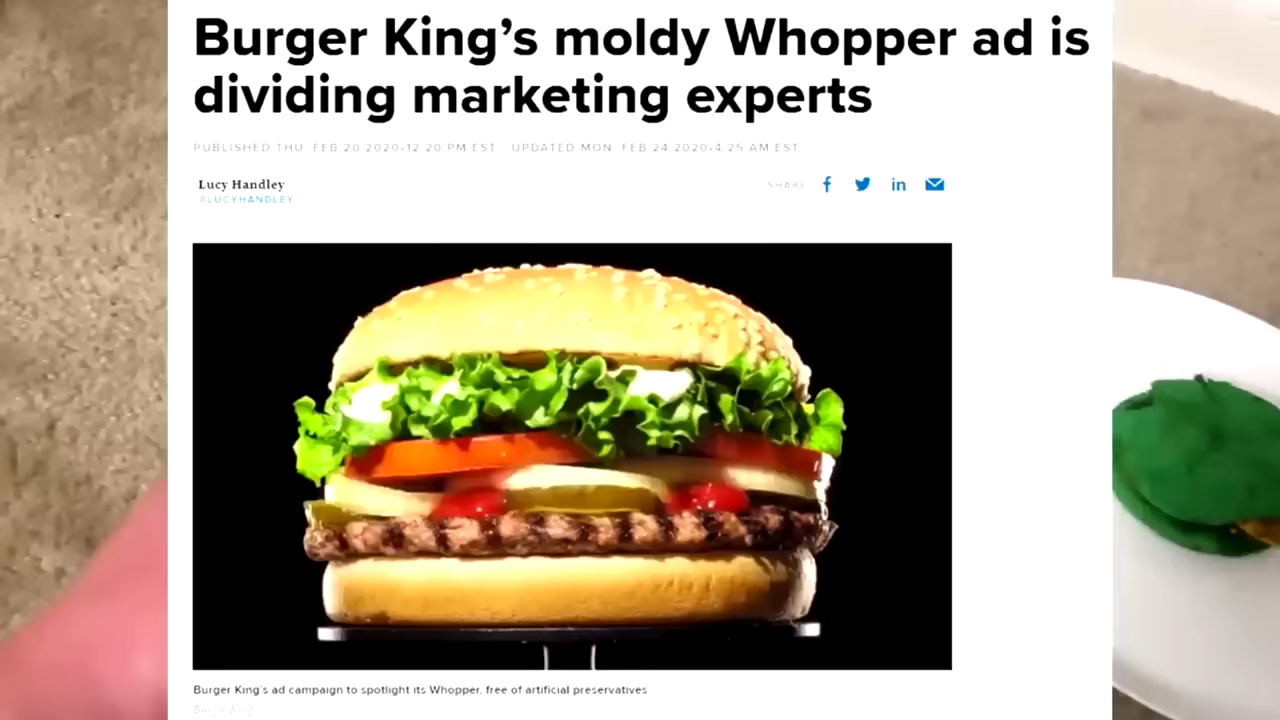 Burger King's moldy Whopper ad is
dividing marketing experts
PUBLISHED THU, FEB 20 2020•12:20 PM EST UPDATED MON, FEB 24 2020•4:25 AM EST
Lucy Handley
@LUCYHANDLEY
SHARE
Burger King's ad campaign to spotlight its Whopper, free of artificial preservatives
Burger King